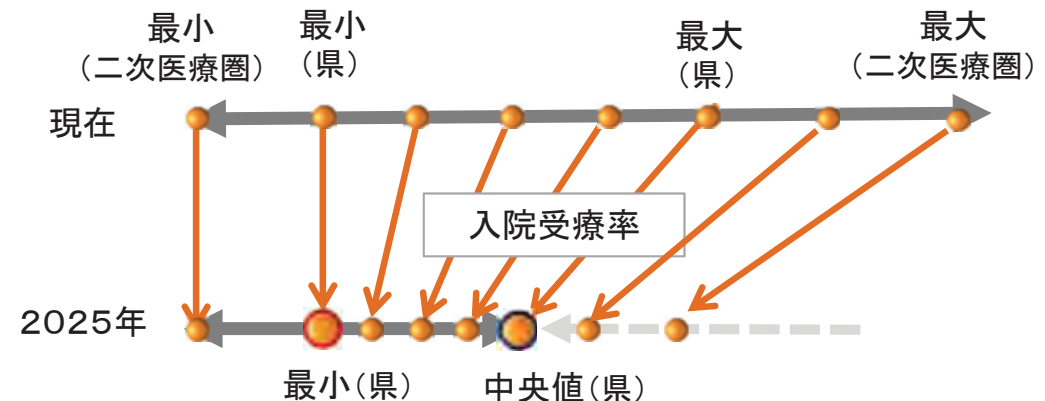 最小
（二次医療圏）
最小
（県）
最大
（県）
最大
（二次医療圏）
現在
入院受療率
２０２５年
最小（県）
中央値（県）